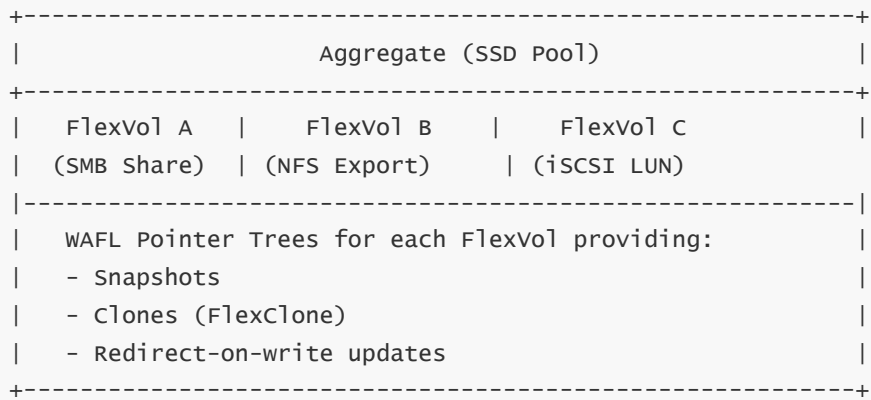 +---------------------------------------------------------+
|                    Aggregate (SSD Pool)                 |
+---------------------------------------------------------+
|   FlexVol A   |    FlexVol B    |    FlexVol C           |
|  (SMB Share)  | (NFS Export)     | (iSCSI LUN)
|---------------------------------------------------------|
|   WAFL Pointer Trees for each FlexVol providing:         |
|   - Snapshots                                           |
|   - Clones (FlexClone)                                  |
|   - Redirect-on-write updates                           |
+---------------------------------------------------------+